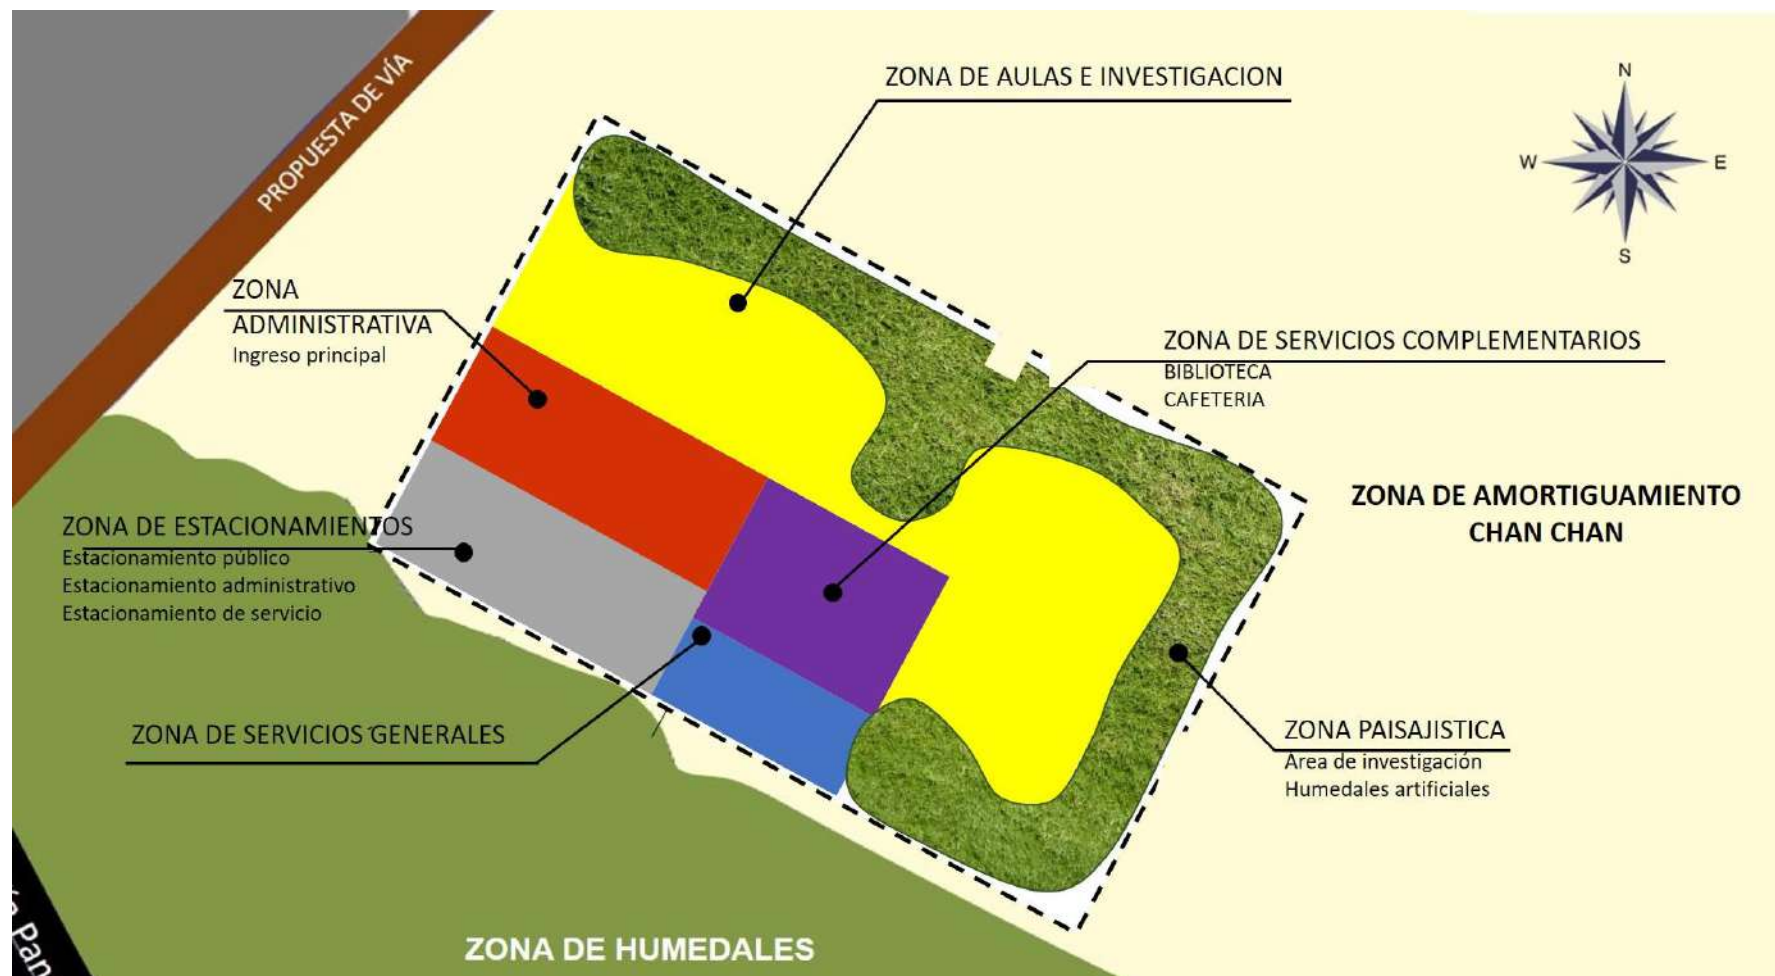 PROPUESTA DE VÍA
ZONA DE AULAS E INVESTIGACION
N
W
E
S
ZONA
ADMINISTRATIVA
Ingreso principal
ZONA DE SERVICIOS COMPLEMENTARIOS
BIBLIOTECA
CAFETERIA
ZONA DE AMORTIGUAMIENTO
CHAN CHAN
ZONA DE ESTACIONAMIENTOS
Estacionamiento público
Estacionamiento administrativo
Estacionamiento de servicio
ZONA DE SERVICIOS GENERALES
ZONA PAISAJISTICA
Area de investigación
Humedales artificiales
ZONA DE HUMEDALES